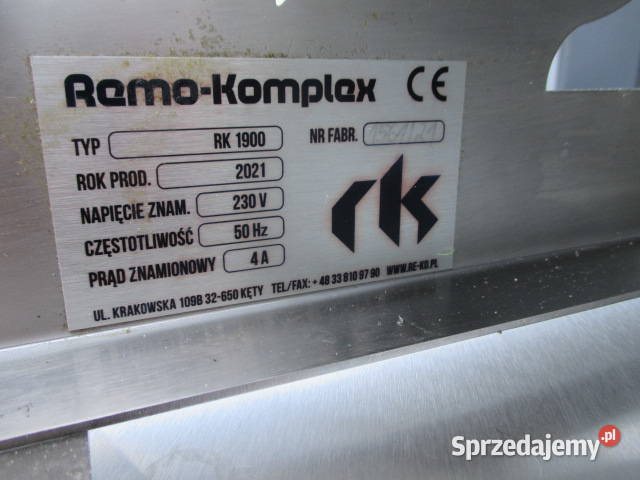 Remo-Komplex CE
TYP RK 1900 NR FABR.
ROK PROD. 2021
NAPIĘCIE ZNAM. 230 V
CZĘSTOTLIWOŚĆ 50 Hz
PRĄD ZNAMIONOWY 4 A
rk
UL. KRAKOWSKA 109B 32-650 KĘTY TEL/FAX: + 48 33 810 97 90 WWW.RE-KO.PL
Sprzedajemy.pl